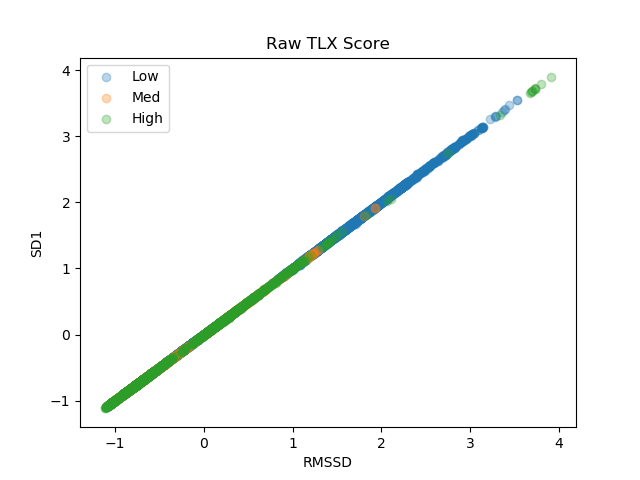 Raw TLX Score
Low
Med
High
4
3
2
1
0
−1
SD1
−1 0 1 2 3 4
RMSSD